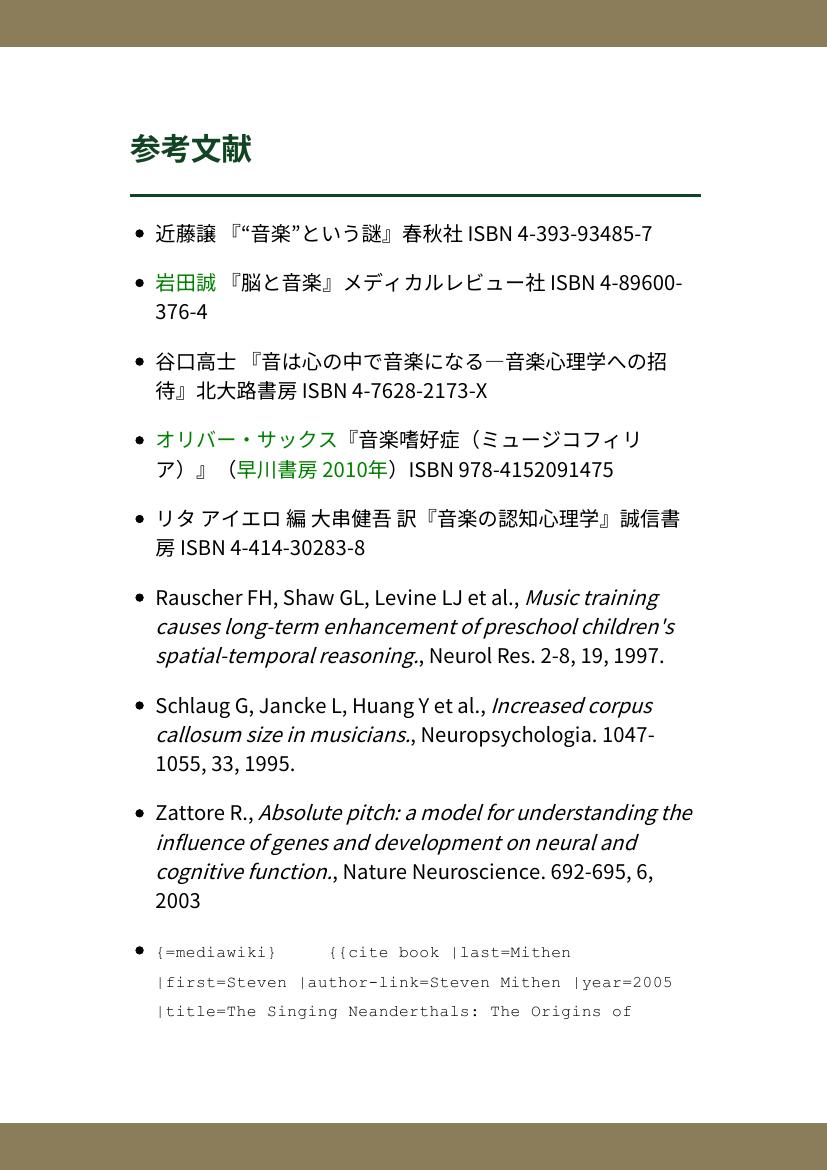 参考文献
近藤譲 『“音楽”という謎』春秋社 ISBN 4-393-93485-7
岩田誠 『脳と音楽』メディカルレビュー社 ISBN 4-89600-
376-4
谷口高士 『音は心の中で音楽になる―音楽心理学への招
待』北大路書房 ISBN 4-7628-2173-X
オリバー・サックス『音楽嗜好症（ミュージコフィリ
ア）』（早川書房 2010年）ISBN 978-4152091475
リタ アイエロ 編 大串健吾 訳『音楽の認知心理学』誠信書
房 ISBN 4-414-30283-8
Rauscher FH, Shaw GL, Levine LJ et al., Music training
causes long-term enhancement of preschool children's
spatial-temporal reasoning., Neurol Res. 2-8, 19, 1997.
Schlaug G, Jancke L, Huang Y et al., Increased corpus
callosum size in musicians., Neuropsychologia. 1047-
1055, 33, 1995.
Zattore R., Absolute pitch: a model for understanding the
influence of genes and development on neural and
cognitive function., Nature Neuroscience. 692-695, 6,
2003
{=mediawiki} {{cite book |last=Mithen
|first=Steven |author-link=Steven Mithen |year=2005
|title=The Singing Neanderthals: The Origins of